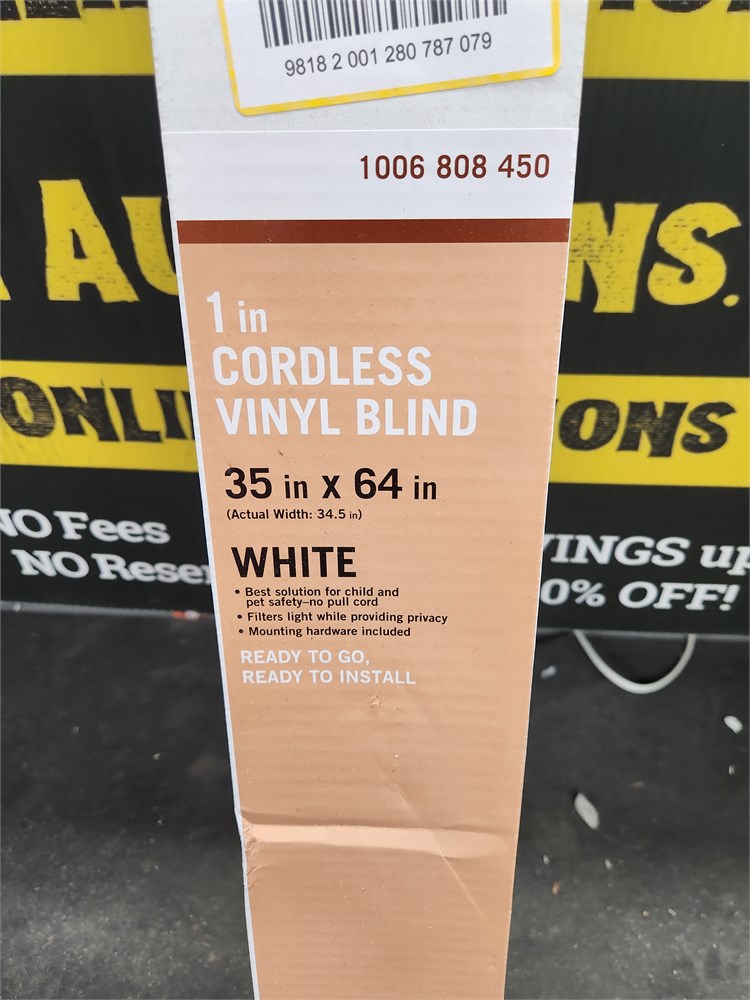 9818 2 001 280 787 079
1006 808 450
AU
NS.
1 in
CORDLESS
VINYL BLIND
ONLI
IONS
35 in x 64 in
(Actual Width: 34.5 in)
NO Fees
NO Reser
VINGS up
0% OFF!
WHITE
• Best solution for child and
pet safety–no pull cord
• Filters light while providing privacy
• Mounting hardware included
READY TO GO,
READY TO INSTALL